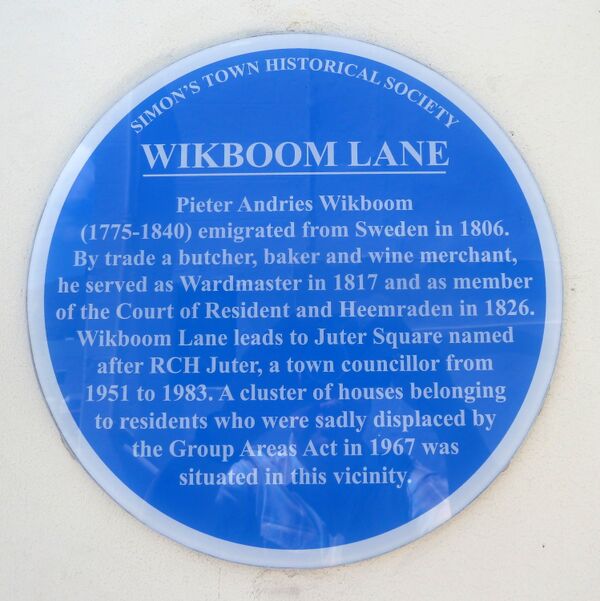 SIMON'S TOWN HISTORICAL SOCIETY
WIKBOOM LANE
Pieter Andries Wikboom
(1775-1840) emigrated from Sweden in 1806.
By trade a butcher, baker and wine merchant,
he served as Wardmaster in 1817 and as member
of the Court of Resident and Heemraden in 1826.
Wikboom Lane leads to Juter Square named
after RCH Juter, a town councillor from
1951 to 1983. A cluster of houses belonging
to residents who were sadly displaced by
the Group Areas Act in 1967 was
situated in this vicinity.